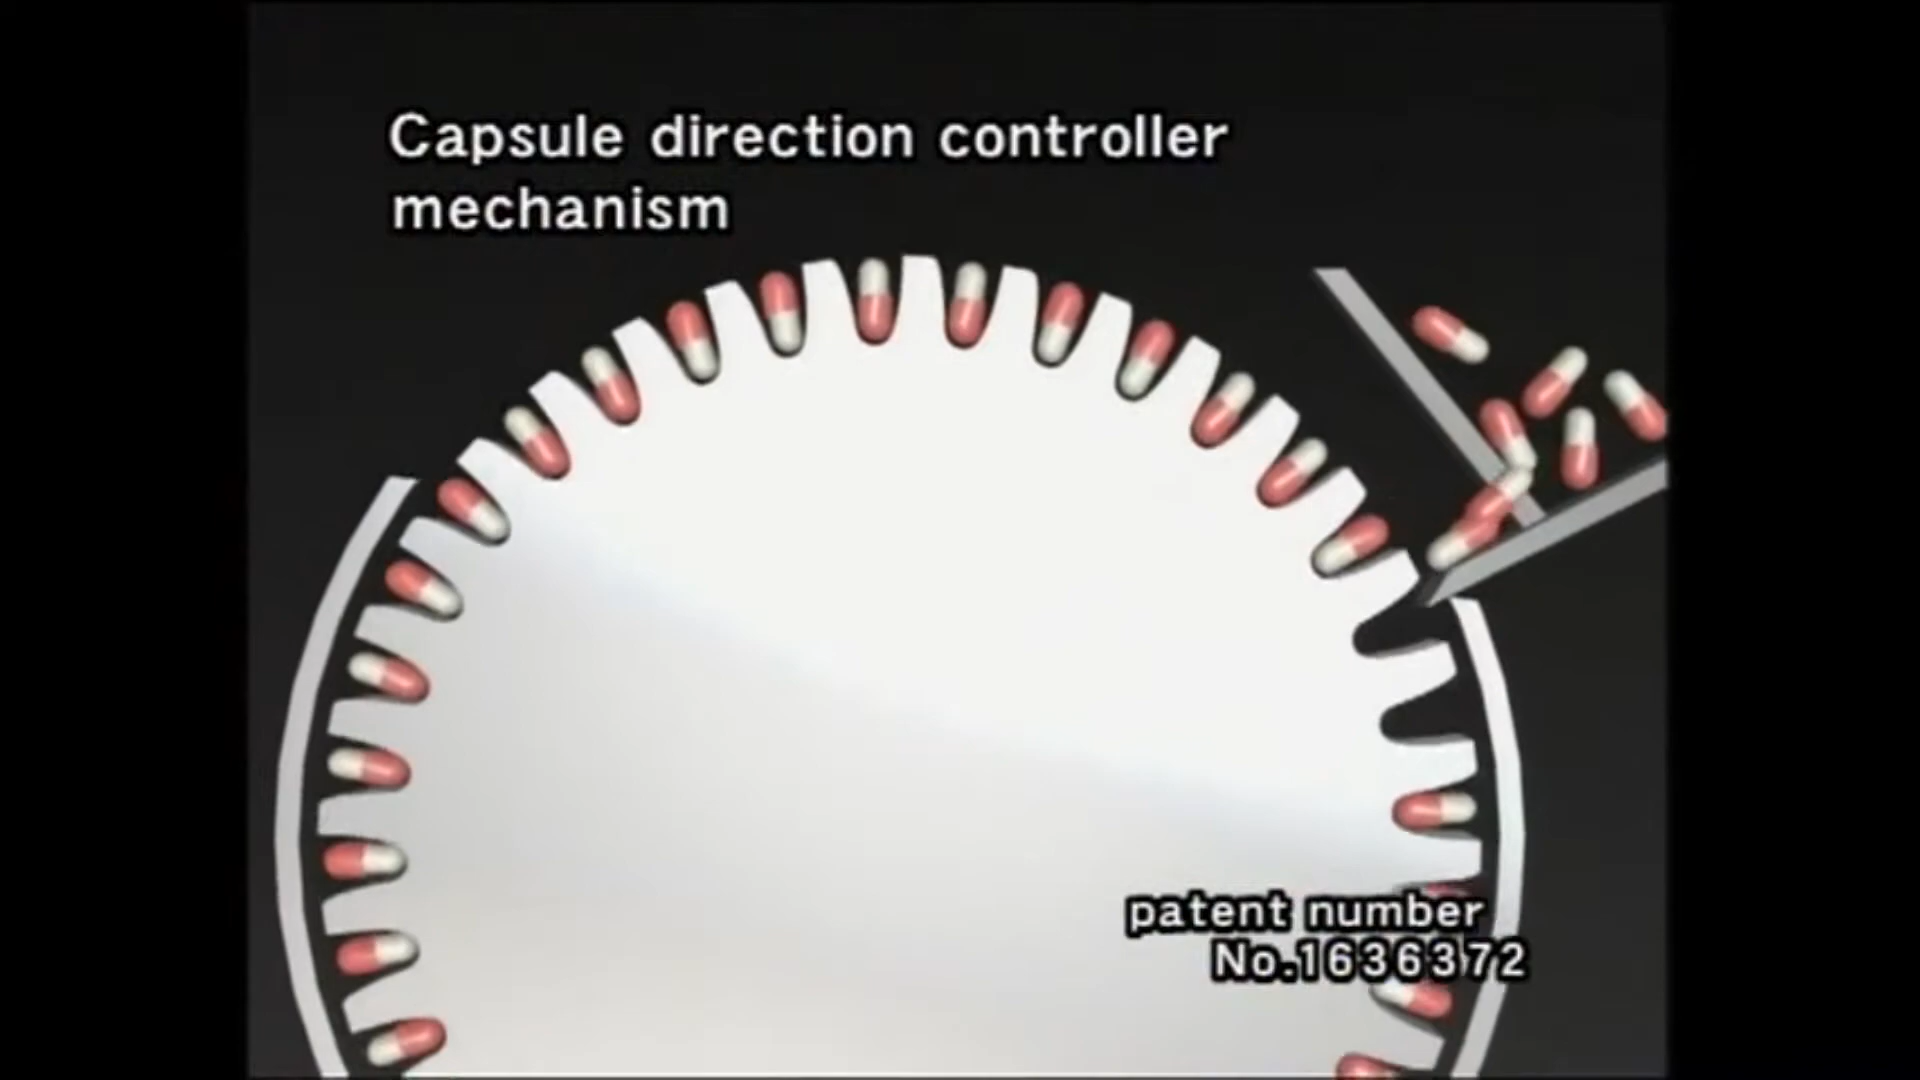 Capsule direction controller
mechanism
patent number
No.1636372